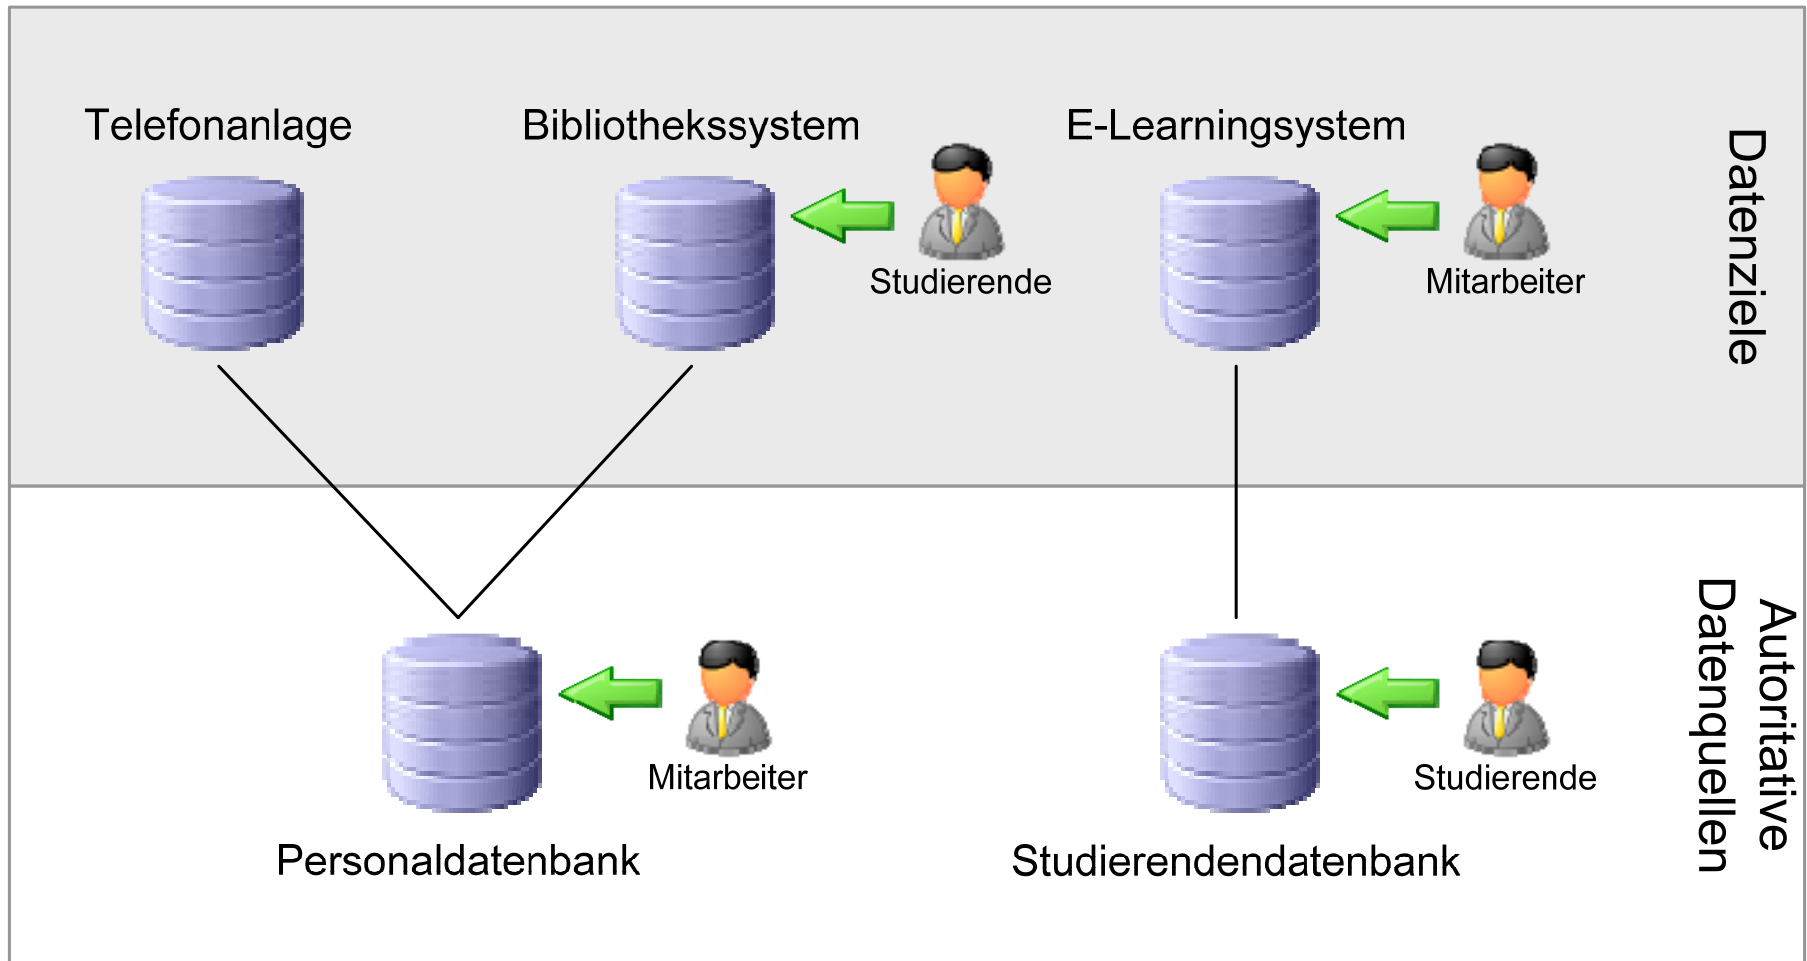 Telefonanlage
Bibliothekssystem
E-Learningsystem
Studierende
Mitarbeiter
Datenziele
Mitarbeiter
Studierende
Personaldatenbank
Studierendendatenbank
Autoritative
Datenquellen